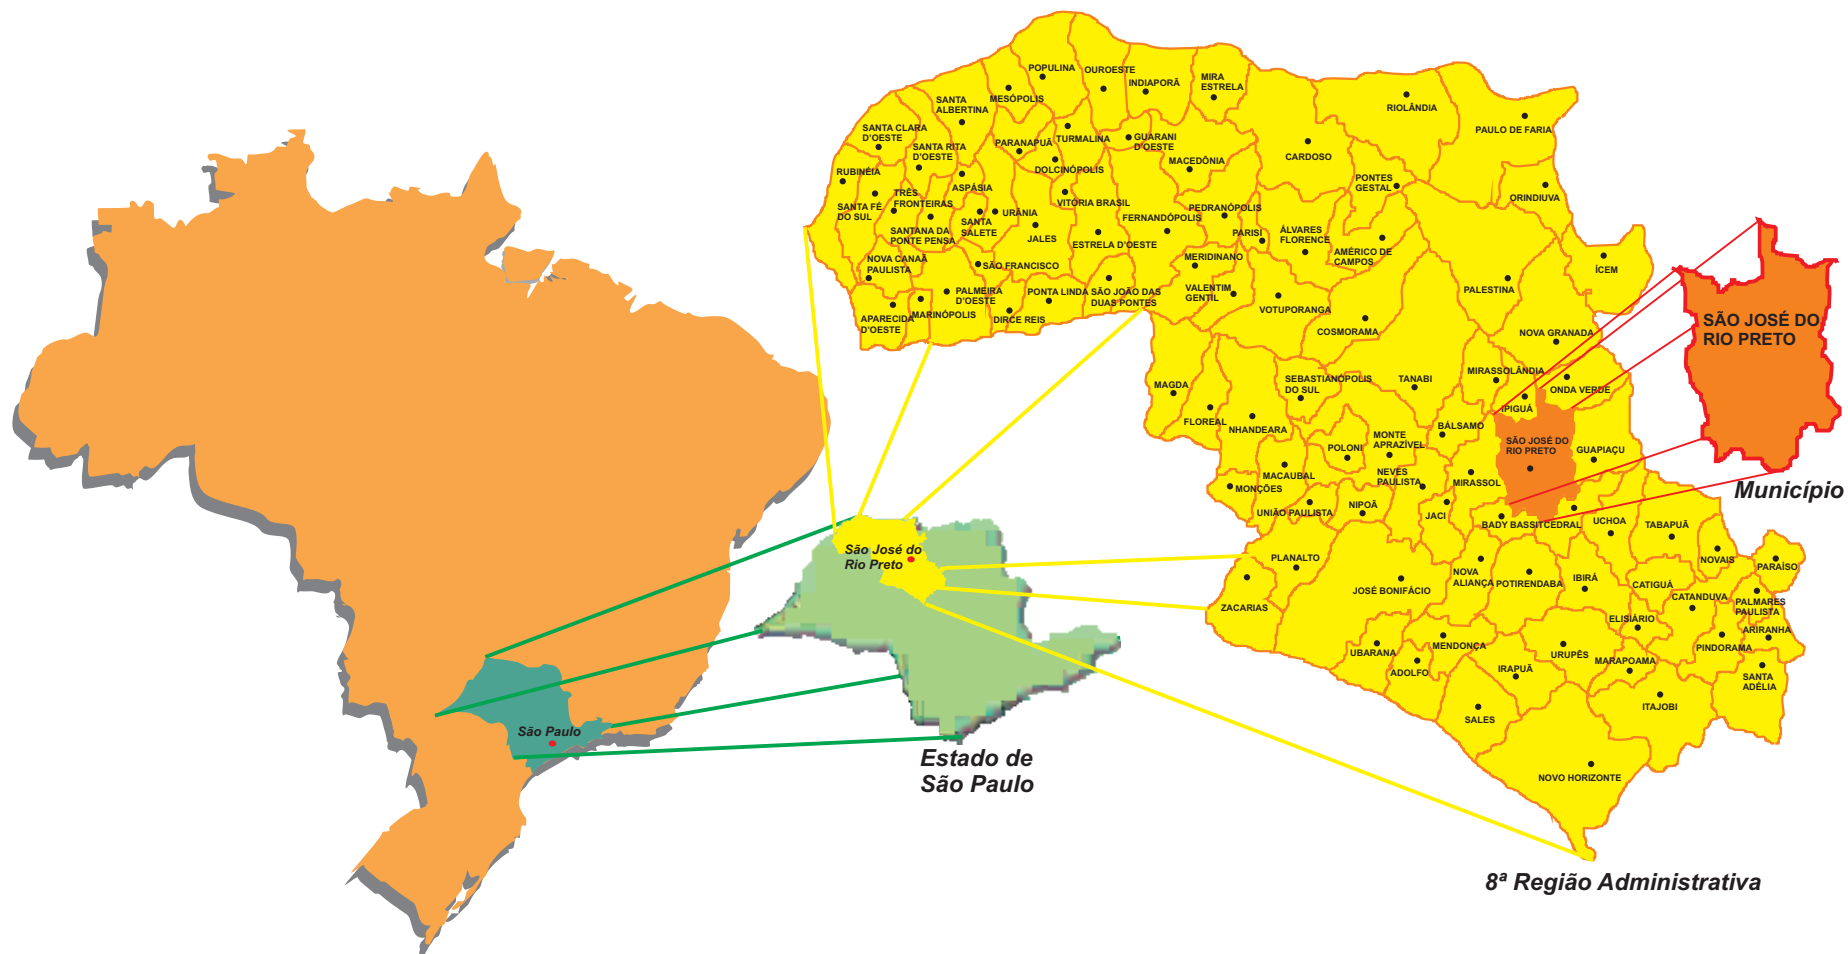 POPULINA
OUROESTE
INDIAPORÃ
MIRA
ESTRELA
MESÓPOLIS
SANTA
ALBERTINA
RIOLÂNDIA
PAULO DE FARIA
SANTA CLARA
D'OESTE
SANTA RITA
D'OESTE
PARANAPUÃ
TURMALINA
GUARANI
D'OESTE
CARDOSO
MACEDÔNIA
DOLCINÓPOLIS
RUBINÉIA
ASPÁSIA
PONTES
GESTAL
ORINDIUVA
TRÊS
FRONTEIRAS
SANTA FÉ
DO SUL
VITÓRIA BRASIL
PEDRANÓPOLIS
FERNANDÓPOLIS
URÂNIA
SANTA
SALETE
SANTANA DA
PONTE PENSA
JALES
ESTRELA D'OESTE
PARISI
ÁLVARES
FLORENCE
AMÉRICO DE
CAMPOS
NOVA CANAÃ
PAULISTA
SÃO FRANCISCO
MERIDINANO
ÍCEM
PALMEIRA
D'OESTE
PONTA LINDA
SÃO JOÃO DAS
DUAS PONTES
VALENTIM
GENTIL
VOTUPORANGA
PALESTINA
APARECIDA
D'OESTE
MARINÓPOLIS
DIRCE REIS
COSMORAMA
NOVA GRANADA
SÃO JOSÉ DO
RIO PRETO
MAGDA
SEBASTIANÓPOLIS
DO SUL
TANABI
MIRASSOLÂNDIA
ONDA VERDE
IPIGUÁ
FLOREAL
NHANDEARA
BÁLSAMO
MONTE
APRAZÍVEL
POLONI
SÃO JOSÉ DO
RIO PRETO
GUAPIAÇU
MACAUBAL
NEVES
PAULISTA
MIRASSOL
MONÇÕES
UNIÃO PAULISTA
NIPOÃ
JACI
BADY BASSITT
CEDRAL
UCHOA
TABAPUÃ
Município
São José do
Rio Preto
PLANALTO
NOVAIS
PARAÍSO
ZACARIAS
JOSÉ BONIFÁCIO
NOVA
ALIANÇA
POTIRENDABA
IBIRÁ
CATIGUÁ
CATANDUVA
PALMARES
PAULISTA
ELISIÁRIO
ARIRANHA
PINDORAMA
UBARANA
MENDONÇA
ADOLFO
IRAPUÃ
URUPÊS
MARAPOAMA
SANTA
ADÉLIA
SALES
ITAJOBI
São Paulo
Estado de
São Paulo
NOVO HORIZONTE
8ª Região Administrativa